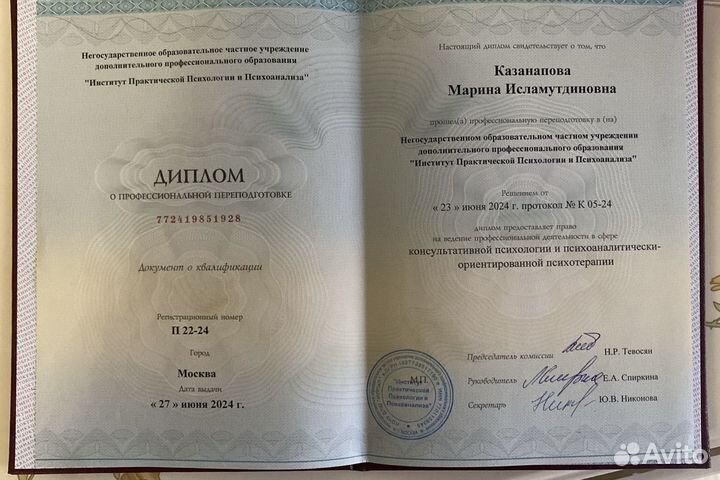 Негосударственное образовательное частное учреждение
дополнительного профессионального образования
"Институт Практической Психологии и Психоанализа"
ДИПЛОМ
О ПРОФЕССИОНАЛЬНОЙ ПЕРЕПОДГОТОВКЕ
772419851928
Документ о квалификации
Регистрационный номер
П 22-24
Город
Москва
Дата выдачи
« 27 » июня 2024 г.
Настоящий диплом свидетельствует о том, что
Казанапова
Марина Исламутдиновна
прошел(а) профессиональную переподготовку в (на)
Негосударственном образовательном частном учреждении
дополнительного профессионального образования
"Институт Практической Психологии и Психоанализа"
Решением от
« 23 » июня 2024 г. протокол № К 05-24
диплом предоставляет право
на ведение профессиональной деятельности в сфере
консультативной психологии и психоаналитически-
ориентированной психотерапии
Председатель комиссии Н.Р. Тевосян
М.П.
Руководитель Е.А. Спиркина
Секретарь Ю.В. Никонова
"Институт
Практической
Психологии и
Психоанализа"
Avito